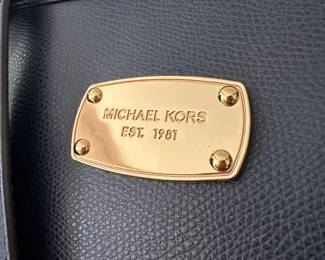 MICHAEL KORS
EST. 1981